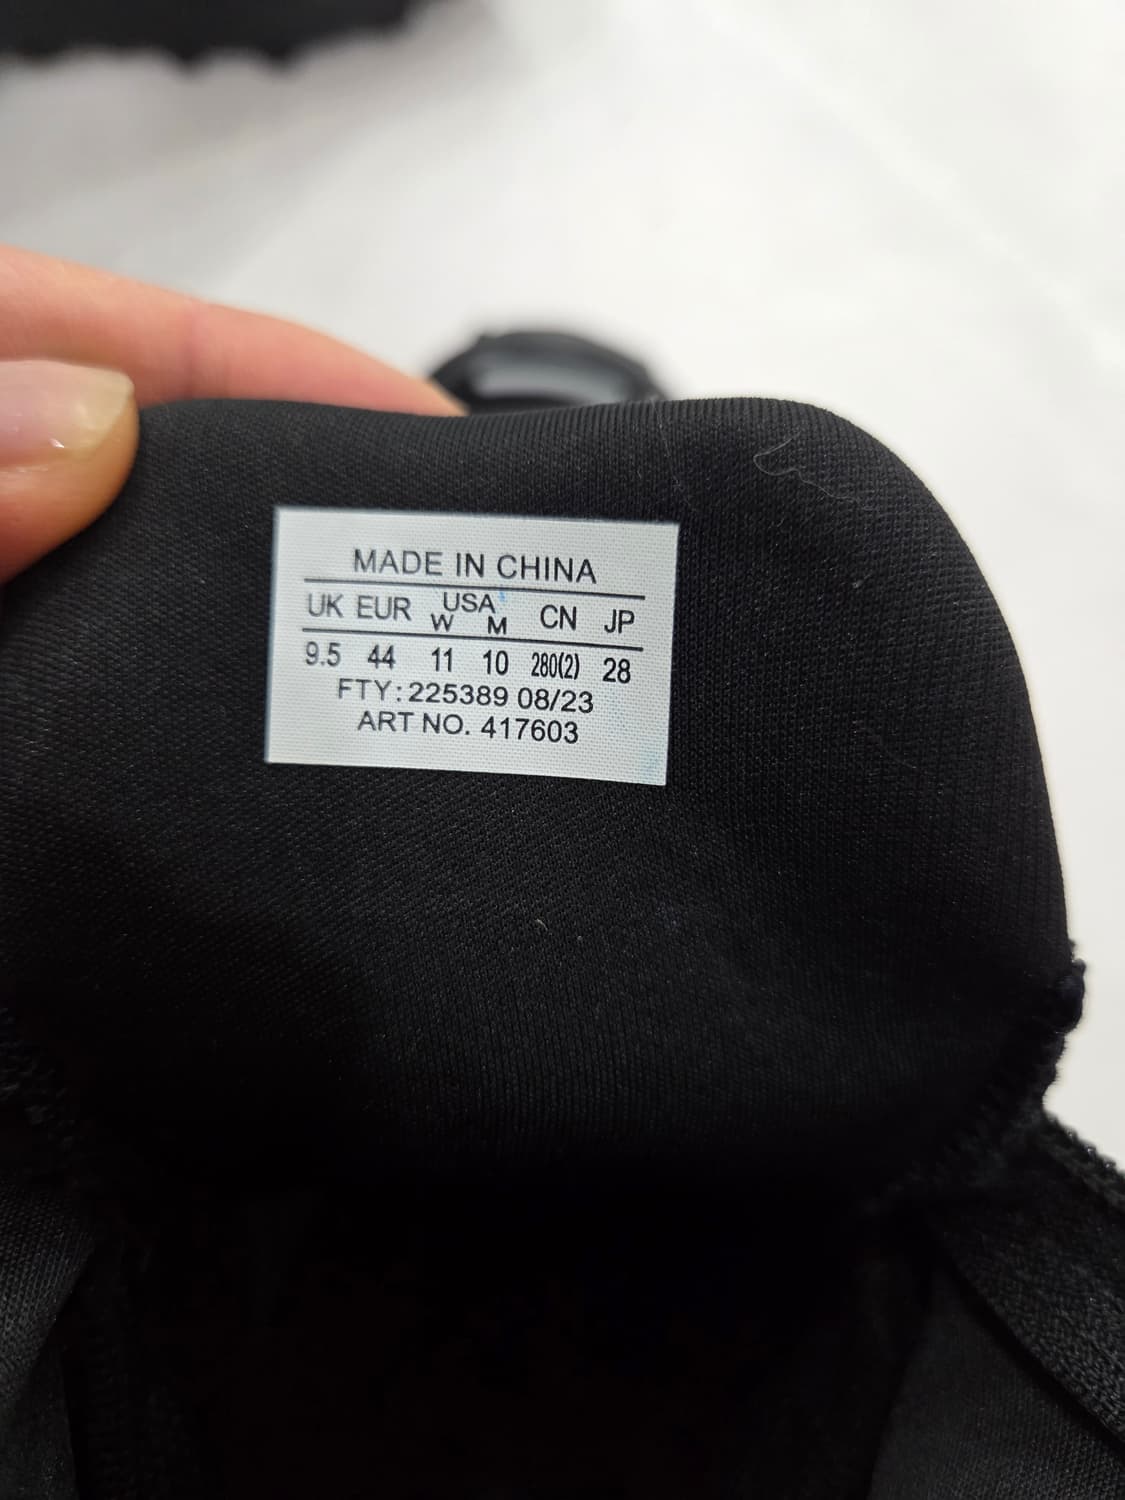 MADE IN CHINA
UK EUR USA W M CN JP
9.5 44 11 10 280(2) 28
FTY: 225389 08/23
ART NO. 417603